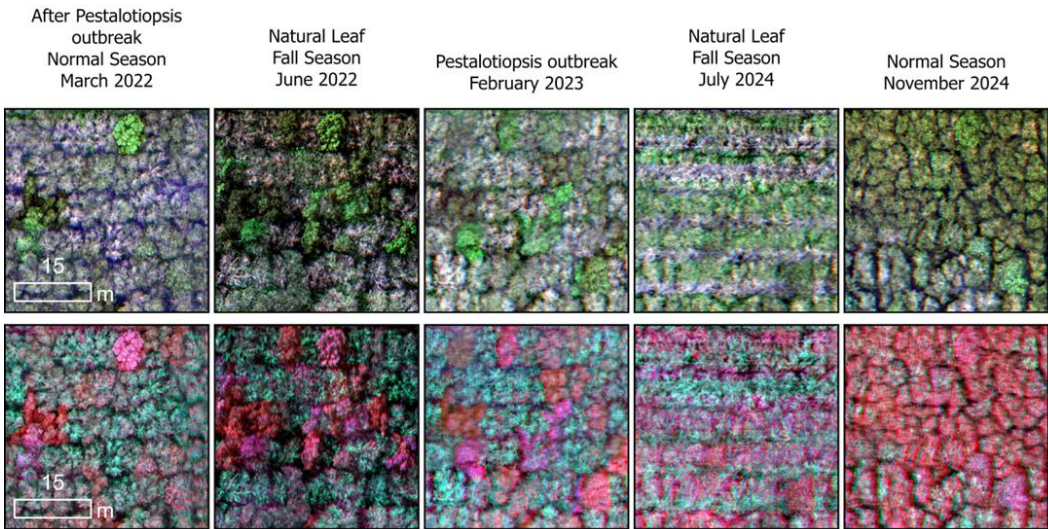 After Pestalotiopsis
outbreak
Normal Season
March 2022
Natural Leaf
Fall Season
June 2022
Pestalotiopsis outbreak
February 2023
Natural Leaf
Fall Season
July 2024
Normal Season
November 2024
15
m
15
m